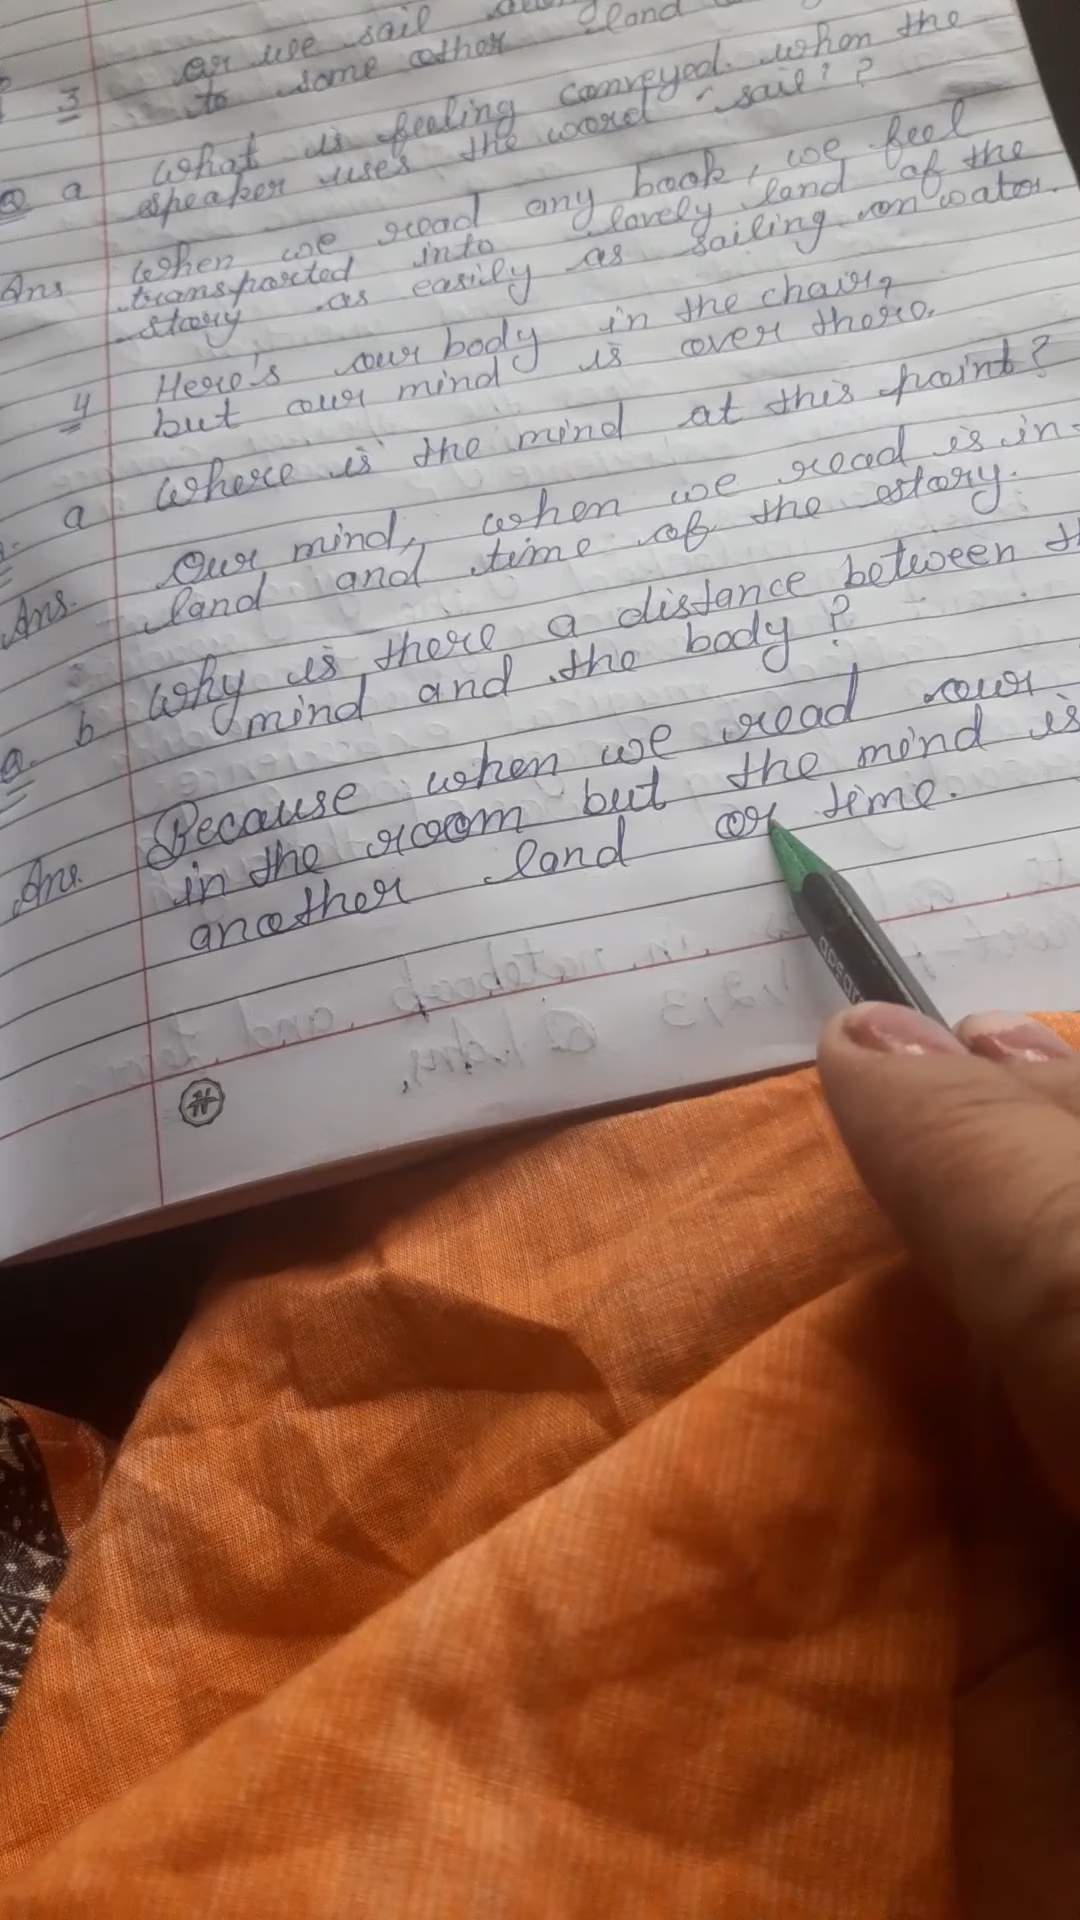 or we sail land
3 to some other
Q a What is feeling conveyed when the
speaker uses the word "sail"?
Ans When we read any book, we feel
transported into lovely land of the
story as easily as sailing on water.
4 Here's our body in the chair,
but our mind is over there.
a Where is the mind at this point?
Ans. Our mind, when we read is in-
land and time of the story.
Q. b Why is there a distance between
mind and the body?
Ans. Because when we read our
in the room but the mind is
another land or time.
apsara